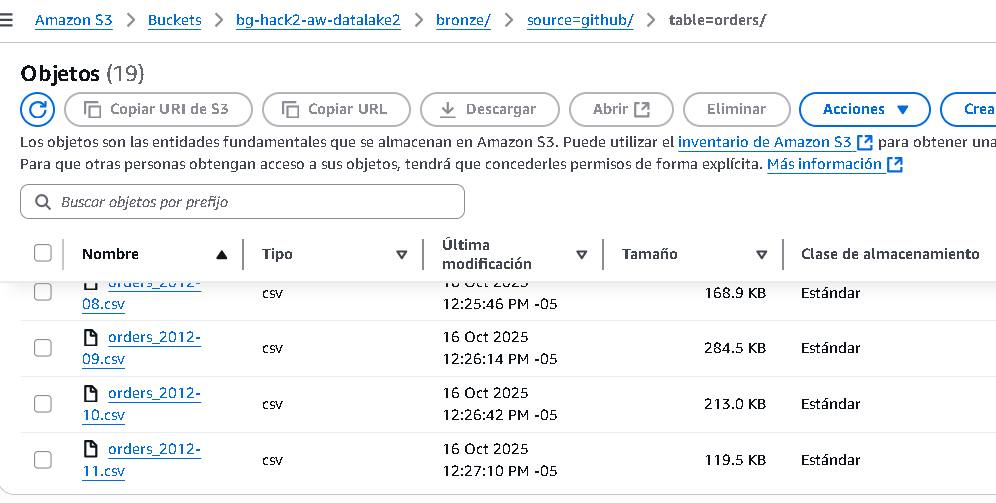 Amazon S3 > Buckets > bg-hack2-aw-datalake2 > bronze/ > source=github/ > table=orders/
Objetos (19)
Copiar URI de S3 Copiar URL Descargar Abrir Eliminar Acciones Crea
Los objetos son las entidades fundamentales que se almacenan en Amazon S3. Puede utilizar el inventario de Amazon S3 para obtener una
Para que otras personas obtengan acceso a sus objetos, tendrá que concederles permisos de forma explícita. Más información
Buscar objetos por prefijo
Nombre Tipo Última modificación Tamaño Clase de almacenamiento
orders_2012-
08.csv csv 16 Oct 2025 12:25:46 PM -05 168.9 KB Estándar
orders_2012-
09.csv csv 16 Oct 2025 12:26:14 PM -05 284.5 KB Estándar
orders_2012-
10.csv csv 16 Oct 2025 12:26:42 PM -05 213.0 KB Estándar
orders_2012-
11.csv csv 16 Oct 2025 12:27:10 PM -05 119.5 KB Estándar